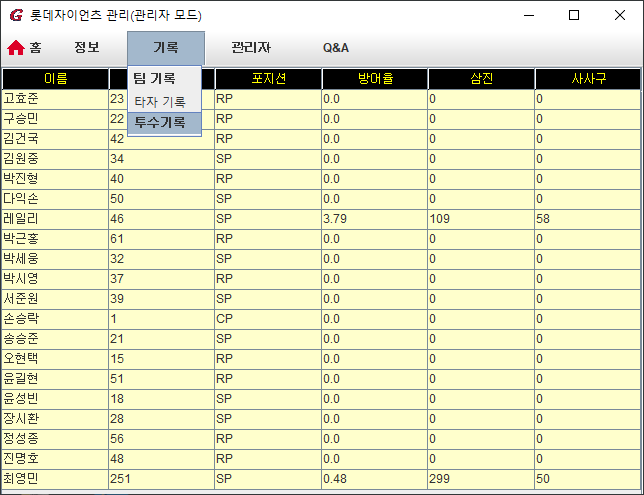 G 롯데자이언츠 관리(관리자 모드)
홈 정보 기록 관리자 Q&A
팀 기록
타자 기록
투수기록
이름 포지션 방어율 삼진 사사구
고효준 23 RP 0.0 0 0
구승민 22 RP 0.0 0 0
김건국 42 RP 0.0 0 0
김원중 34 SP 0.0 0 0
박진형 40 RP 0.0 0 0
다익손 50 SP 0.0 0 0
레일리 46 SP 3.79 109 58
박근홍 61 RP 0.0 0 0
박세웅 32 SP 0.0 0 0
박시영 37 RP 0.0 0 0
서준원 39 SP 0.0 0 0
손승락 1 CP 0.0 0 0
송승준 21 SP 0.0 0 0
오현택 15 RP 0.0 0 0
윤길현 51 RP 0.0 0 0
윤성빈 18 SP 0.0 0 0
장시환 28 SP 0.0 0 0
정성종 56 RP 0.0 0 0
진명호 48 RP 0.0 0 0
최영민 251 SP 0.48 299 50